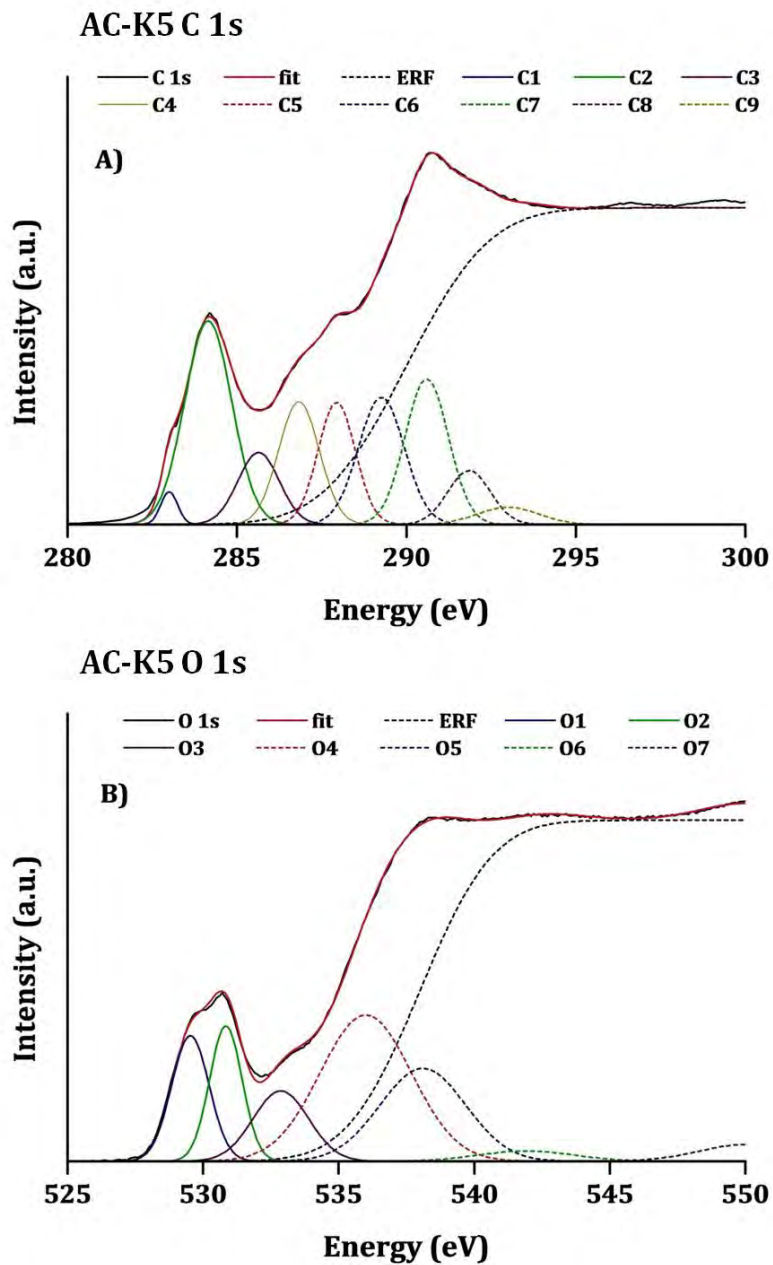 AC-K5 C 1s
C 1s fit ERF C1 C2 C3
C4 C5 C6 C7 C8 C9
A)
Intensity (a.u.)
280 285 290 295 300
Energy (eV)
AC-K5 O 1s
O 1s fit ERF O1 O2
O3 O4 O5 O6 O7
B)
Intensity (a.u.)
525 530 535 540 545 550
Energy (eV)